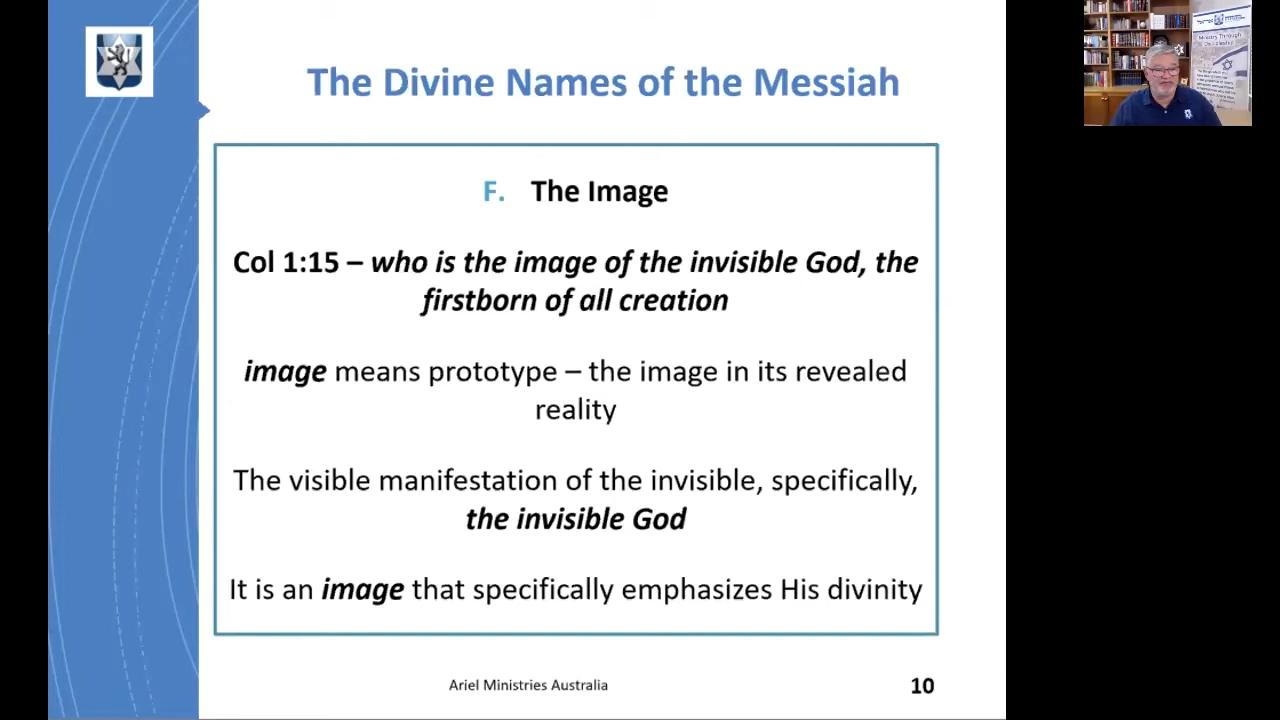 The Divine Names of the Messiah
F. The Image
Col 1:15 – who is the image of the invisible God, the
firstborn of all creation
image means prototype – the image in its revealed
reality
The visible manifestation of the invisible, specifically,
the invisible God
It is an image that specifically emphasizes His divinity
Ariel Ministries Australia
10
Ministry Through